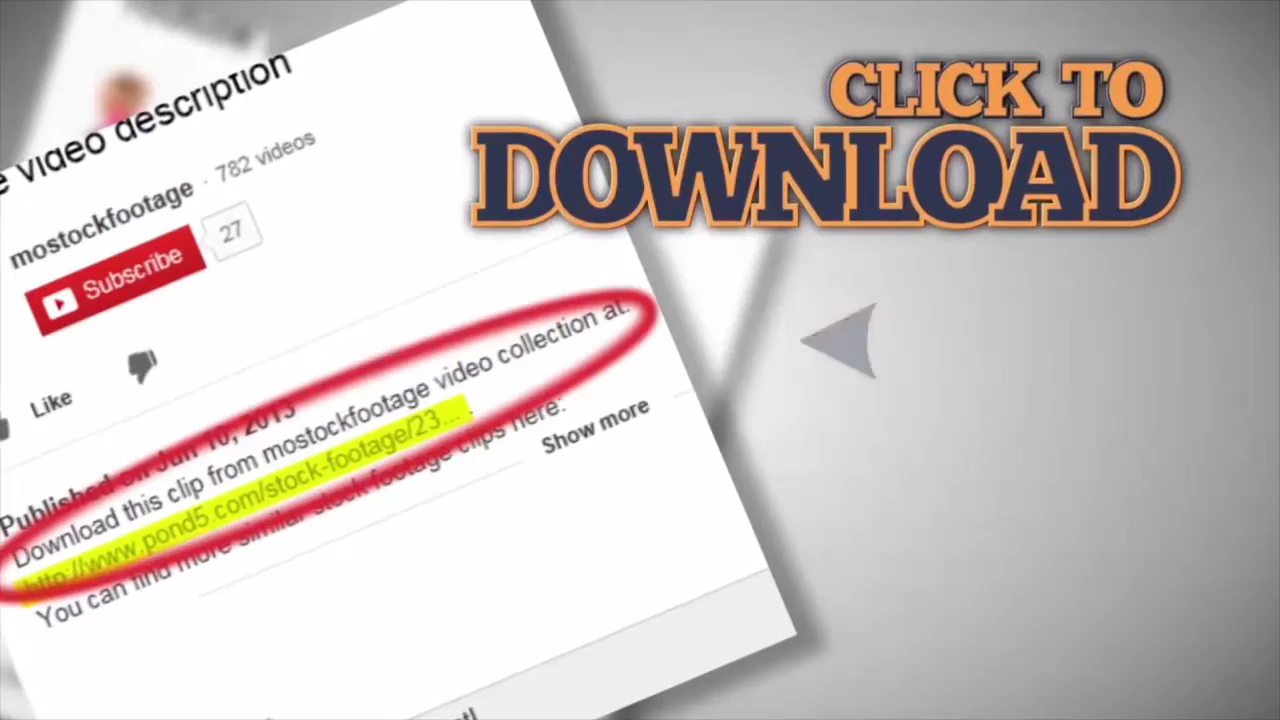 CLICK TO
DOWNLOAD
video description
mostockfootage · 782 videos
Subscribe
27
Like
Published on Jun 10, 2013
Download this clip from mostockfootage video collection at:
http://www.pond5.com/stock-footage/23... .
You can find more similar stock footage clips here:
Show more